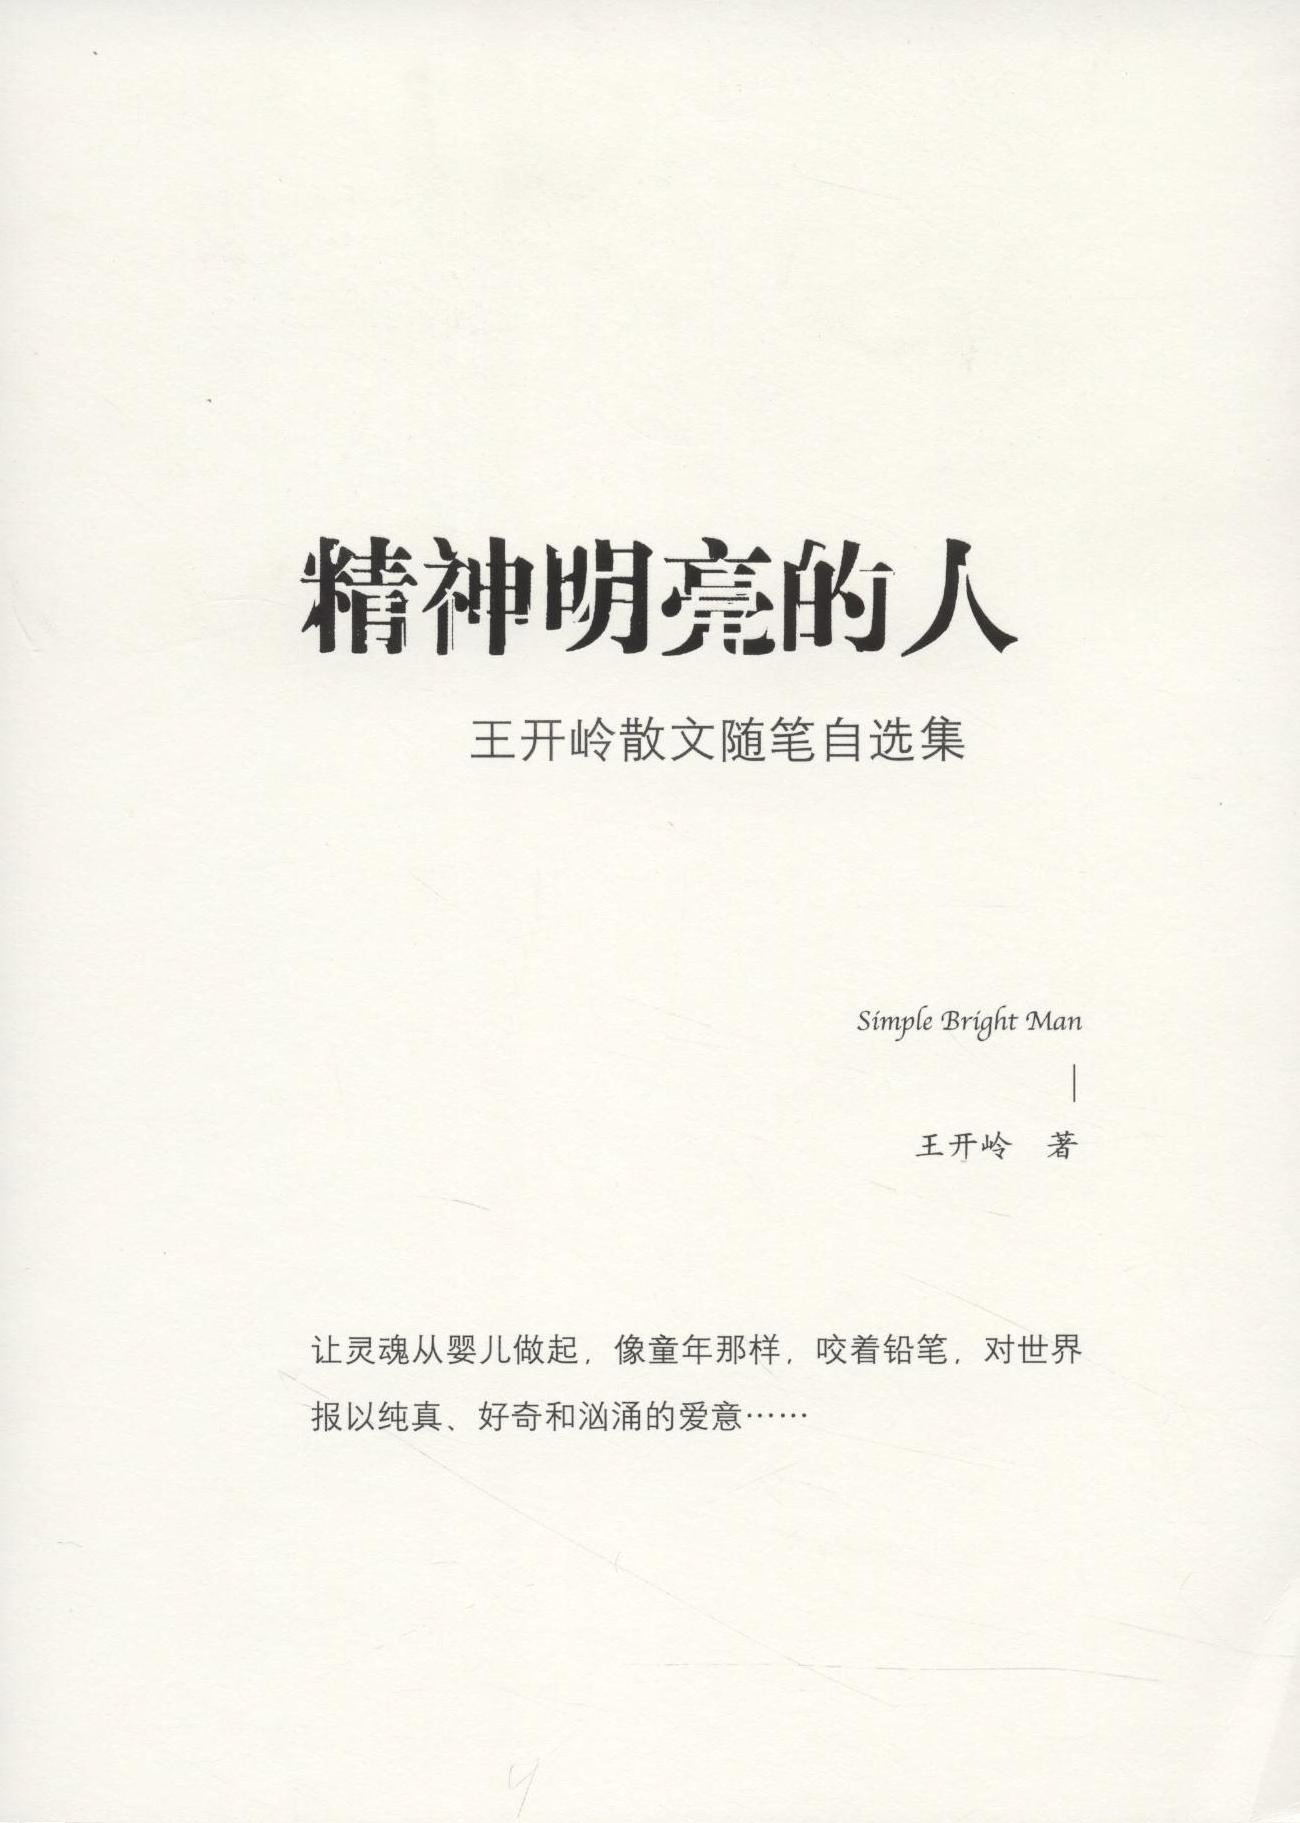 精神明亮的人
王开岭散文随笔自选集
Simple Bright Man
王开岭 著
让灵魂从婴儿做起，像童年那样，咬着铅笔，对世界
报以纯真、好奇和汹涌的爱意……